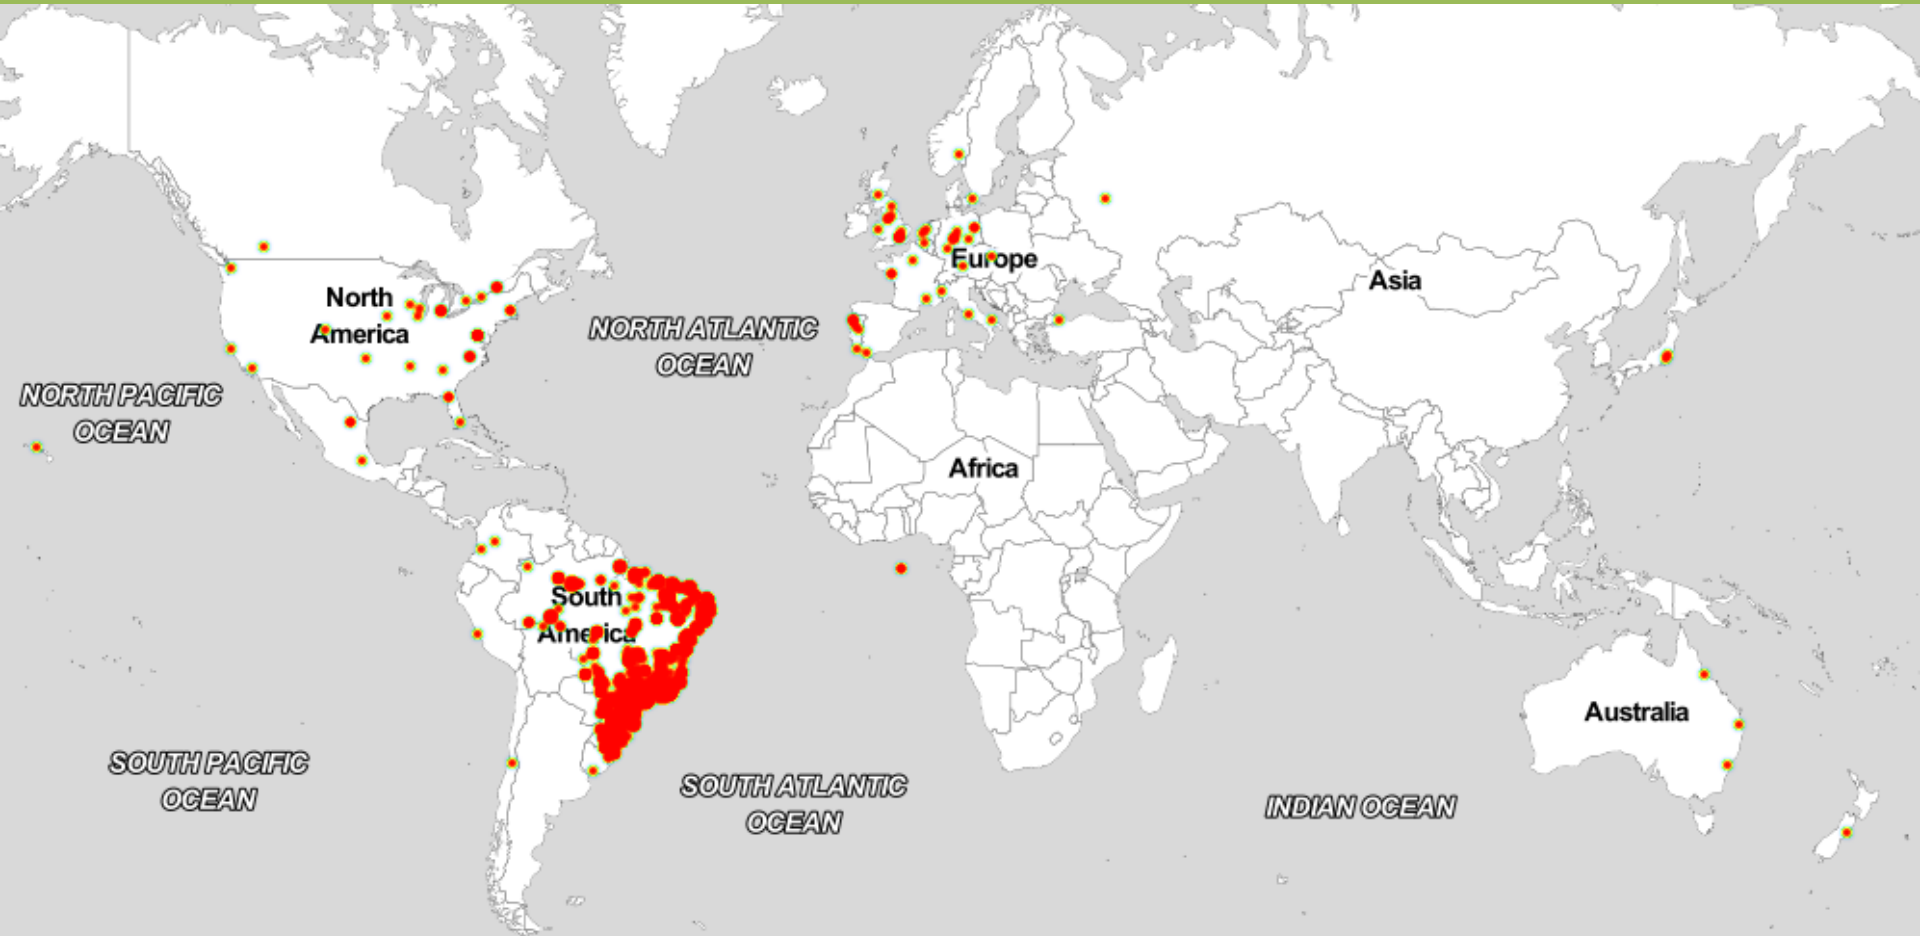 Europe
Asia
North
America
NORTH ATLANTIC
OCEAN
NORTH PACIFIC
OCEAN
Africa
South
America
Australia
SOUTH PACIFIC
OCEAN
SOUTH ATLANTIC
OCEAN
INDIAN OCEAN